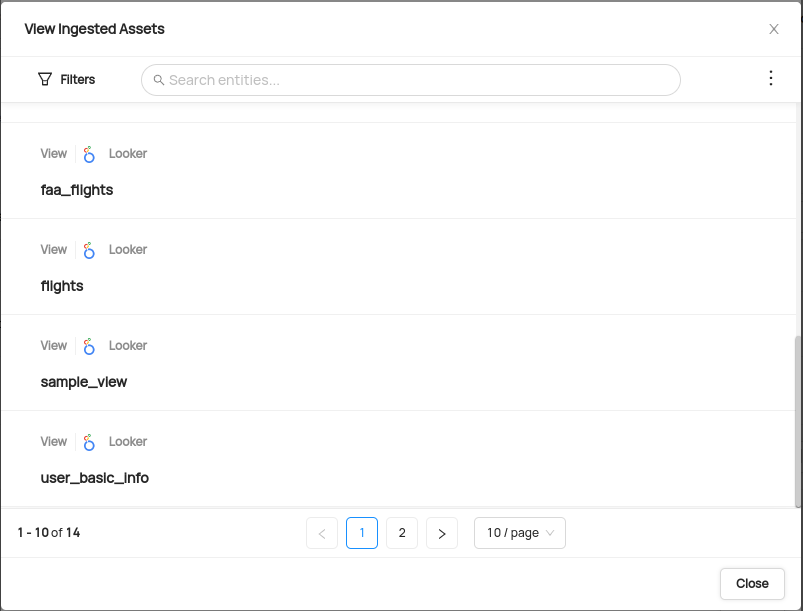 View Ingested Assets
Filters
Search entities...
View Looker
faa_flights
View Looker
flights
View Looker
sample_view
View Looker
user_basic_info
1 - 10 of 14 < 1 2 > 10 / page
Close